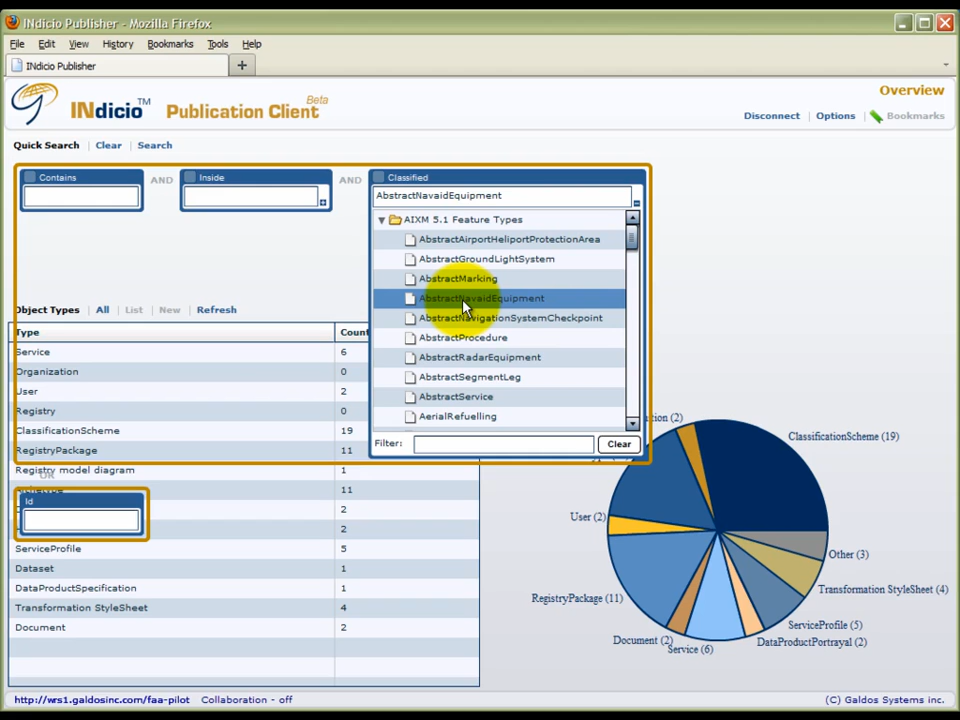 INdicio Publisher - Mozilla Firefox
File Edit View History Bookmarks Tools Help
INdicio Publisher
INdicio™ Publication Client Beta
Overview
Disconnect | Options | Bookmarks
Quick Search | Clear | Search
Contains
AND
Inside
AND
Classified
AbstractNavaidEquipment
AIXM 5.1 Feature Types
AbstractAirportHeliportProtectionArea
AbstractGroundLightSystem
AbstractMarking
AbstractNavaidEquipment
AbstractNavigationSystemCheckpoint
AbstractProcedure
AbstractRadarEquipment
AbstractSegmentLeg
AbstractService
AerialRefuelling
Filter:
Clear
Object Types | All | List | New | Refresh
Type Count
Service 6
Organization 0
User 2
Registry 0
ClassificationScheme 19
RegistryPackage 11
Registry model diagram 1
OR
11
Id
2
2
ServiceProfile 5
Dataset 1
DataProductSpecification 1
Transformation StyleSheet 4
Document 2
ClassificationScheme (19)
User (2)
Other (3)
Transformation StyleSheet (4)
RegistryPackage (11)
ServiceProfile (5)
Document (2)
DataProductPortrayal (2)
Service (6)
http://wrs1.galdosinc.com/faa-pilot Collaboration - off
(C) Galdos Systems inc.